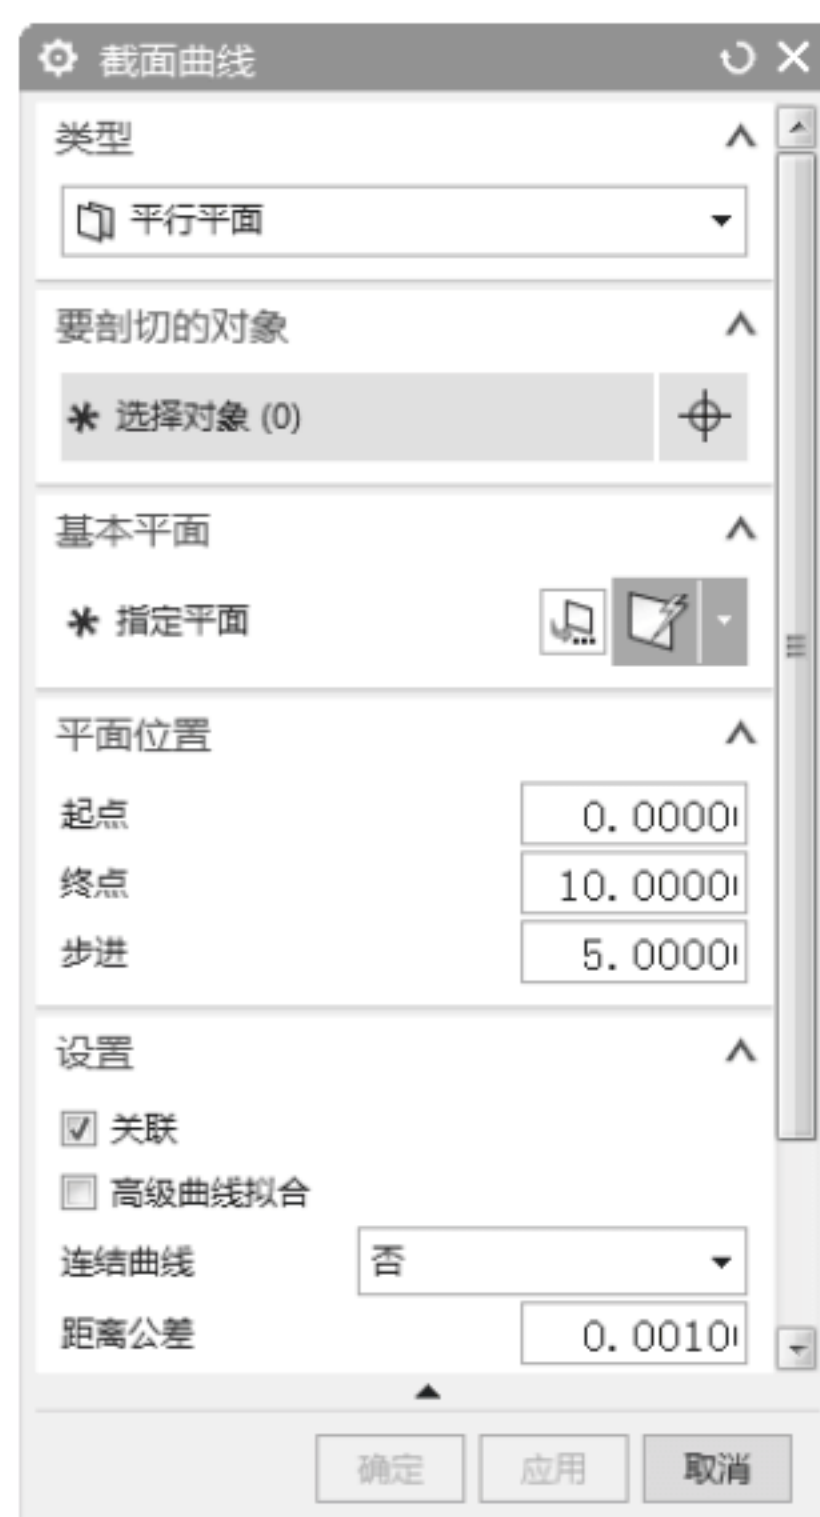 截面曲线
类型
平行平面
要剖切的对象
* 选择对象 (0)
基本平面
* 指定平面
平面位置
起点 0.0000
终点 10.0000
步进 5.0000
设置
关联
高级曲线拟合
连结曲线 否
距离公差 0.0010
确定 应用 取消